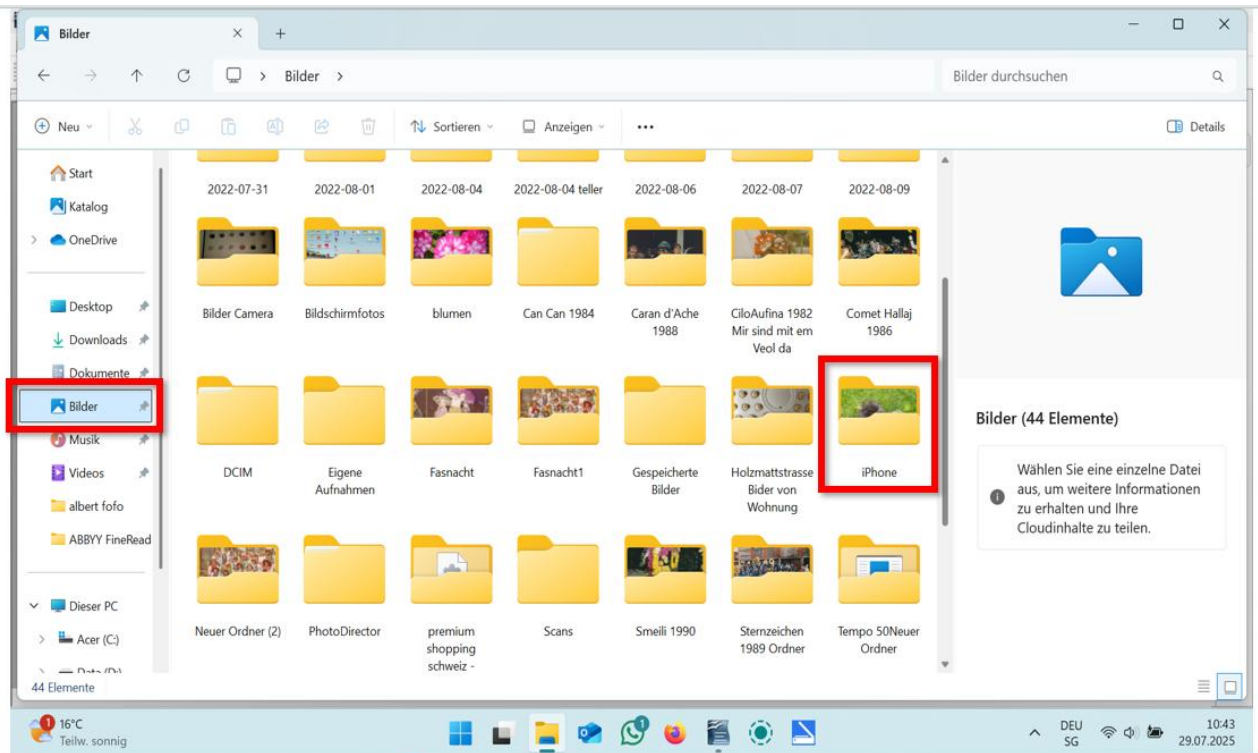 Bilder
Bilder
Bilder durchsuchen
Neu
Sortieren
Anzeigen
Details
Start
Katalog
OneDrive
Desktop
Downloads
Dokumente
Bilder
Musik
Videos
albert fofo
ABBYY FineRead
Dieser PC
Acer (C:)
Data (D:)
2022-07-31
2022-08-01
2022-08-04
2022-08-04 teller
2022-08-06
2022-08-07
2022-08-09
Bilder Camera
Bildschirmfotos
blumen
Can Can 1984
Caran d'Ache
1988
CiloAufina 1982
Mir sind mit em
Veol da
Comet Hallaj
1986
DCIM
Eigene
Aufnahmen
Fasnacht
Fasnacht1
Gespeicherte
Bilder
Holzmattstrasse
Bider von
Wohnung
iPhone
Neuer Ordner (2)
PhotoDirector
premium
shopping
schweiz -
Scans
Smeili 1990
Sternzeichen
1989 Ordner
Tempo 50Neuer
Ordner
Bilder (44 Elemente)
Wählen Sie eine einzelne Datei
aus, um weitere Informationen
zu erhalten und Ihre
Cloudinhalte zu teilen.
44 Elemente
1
16°C
Teilw. sonnig
1
DEU
SG
10:43
29.07.2025